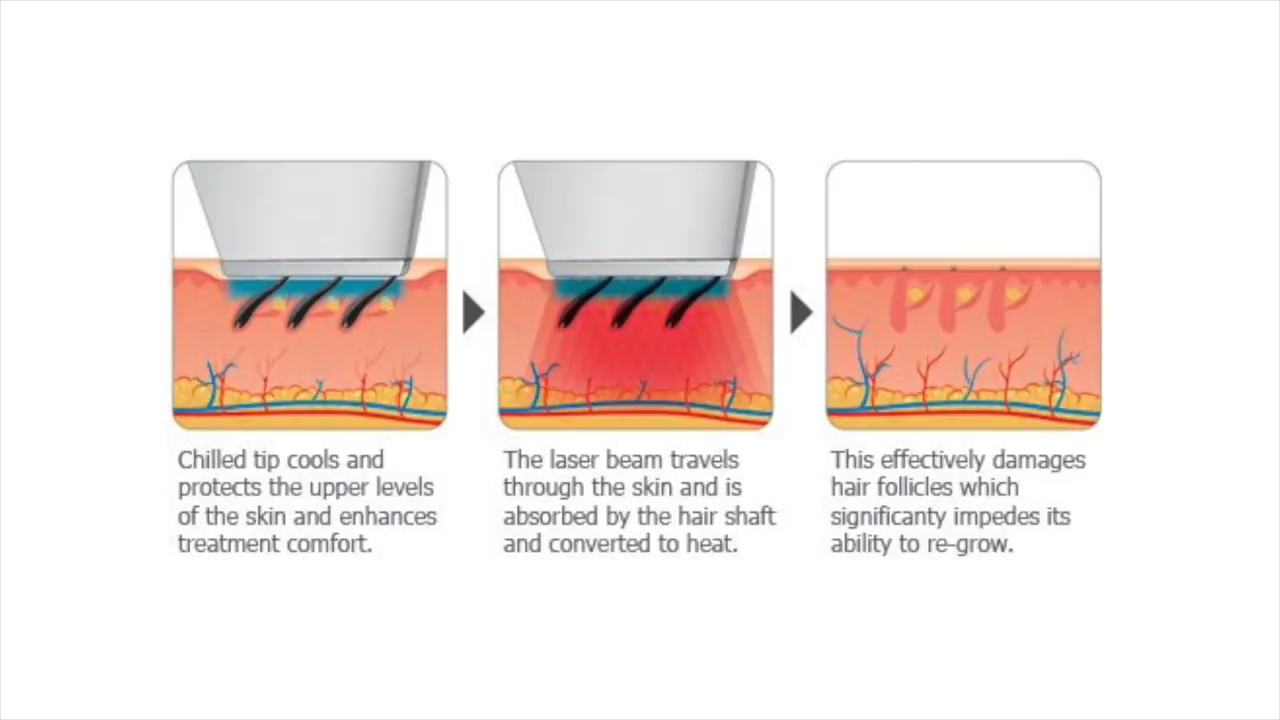 Chilled tip cools and
protects the upper levels
of the skin and enhances
treatment comfort.
The laser beam travels
through the skin and is
absorbed by the hair shaft
and converted to heat.
This effectively damages
hair follicles which
significanty impedes its
ability to re-grow.